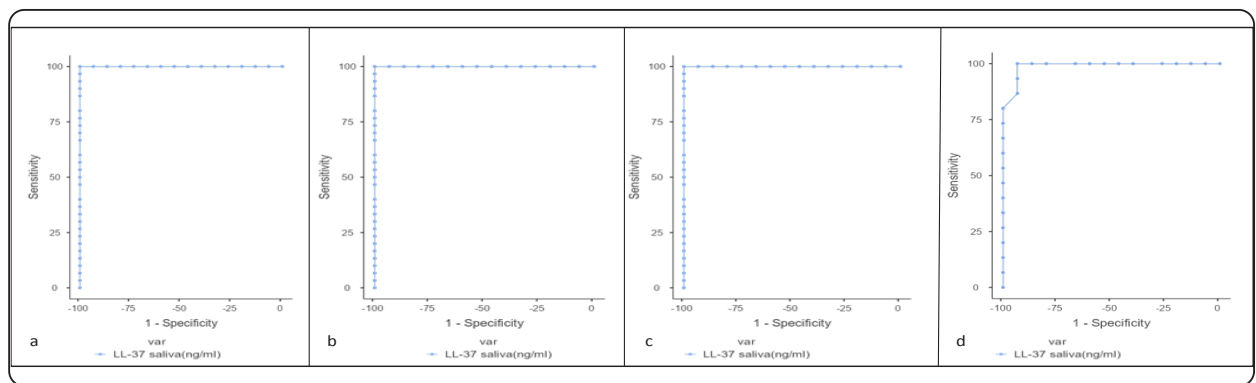 Sensitivity
100
75
50
25
0
-100 -75 -50 -25 0
1 - Specificity
var
LL-37 saliva(ng/ml)
a
Sensitivity
100
75
50
25
0
-100 -75 -50 -25 0
1 - Specificity
var
LL-37 saliva(ng/ml)
b
Sensitivity
100
75
50
25
0
-100 -75 -50 -25 0
1 - Specificity
var
LL-37 saliva(ng/ml)
c
Sensitivity
100
75
50
25
0
-100 -75 -50 -25 0
1 - Specificity
var
LL-37 saliva(ng/ml)
d